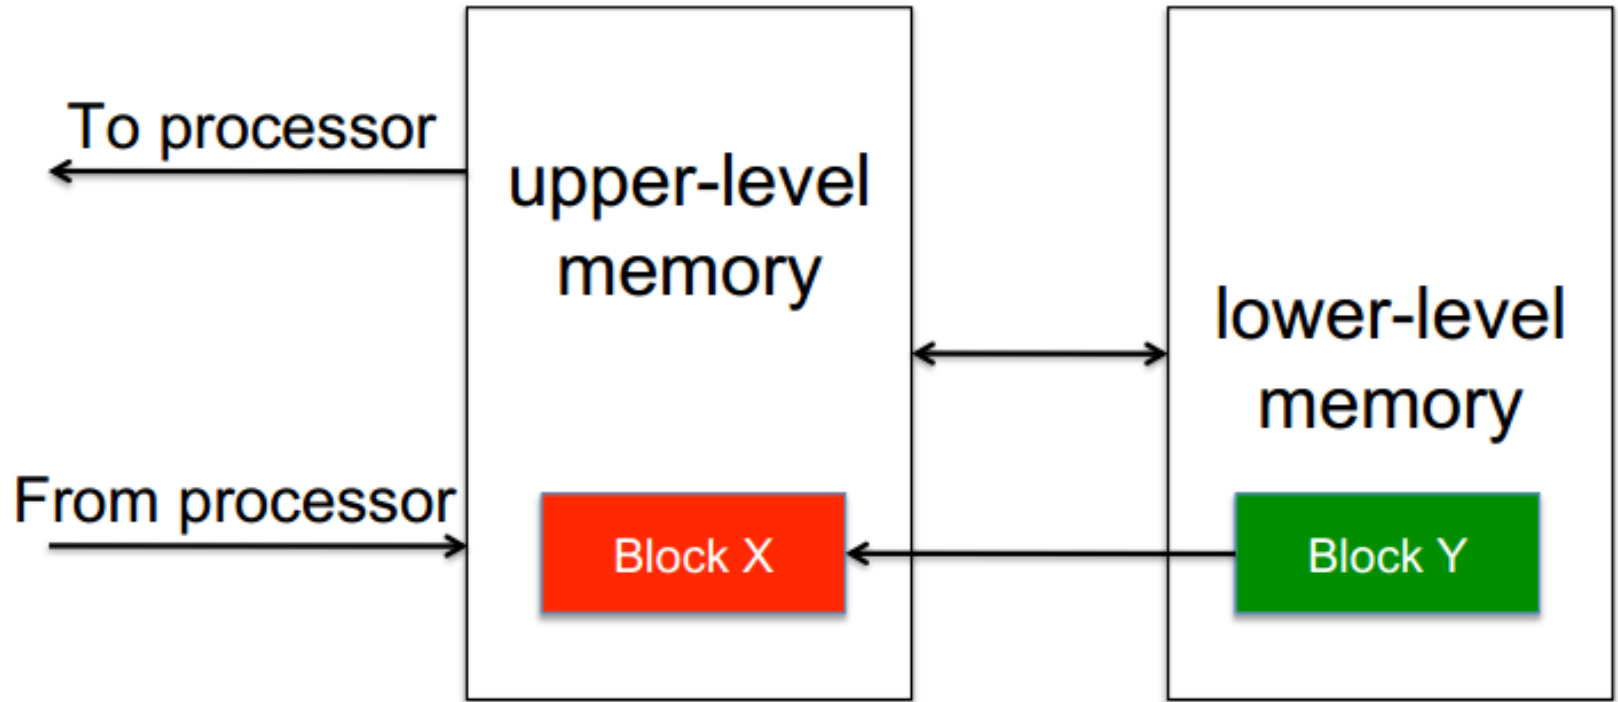 To processor
upper-level
memory
lower-level
memory
From processor
Block X
Block Y